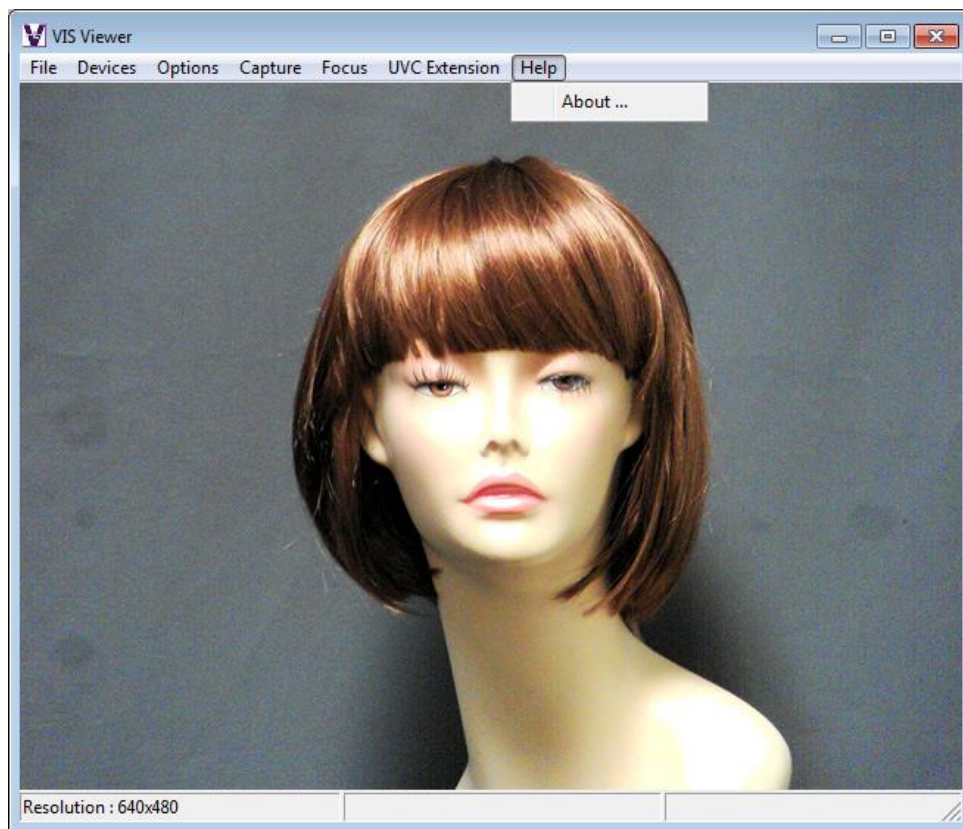 VIS Viewer
File Devices Options Capture Focus UVC Extension Help
About ...
Resolution : 640x480